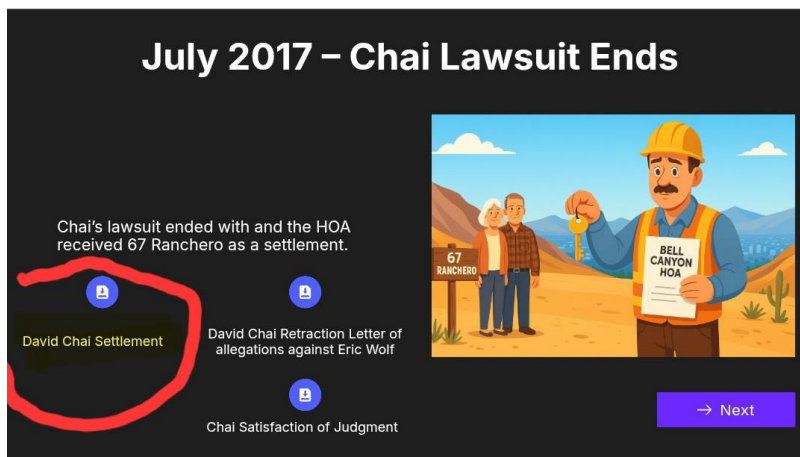 July 2017 – Chai Lawsuit Ends
Chai's lawsuit ended with and the HOA
received 67 Ranchero as a settlement.
David Chai Settlement
David Chai Retraction Letter of
allegations against Eric Wolf
Chai Satisfaction of Judgment
67
RANCHERO
BELL
CANYON
HOA
→ Next